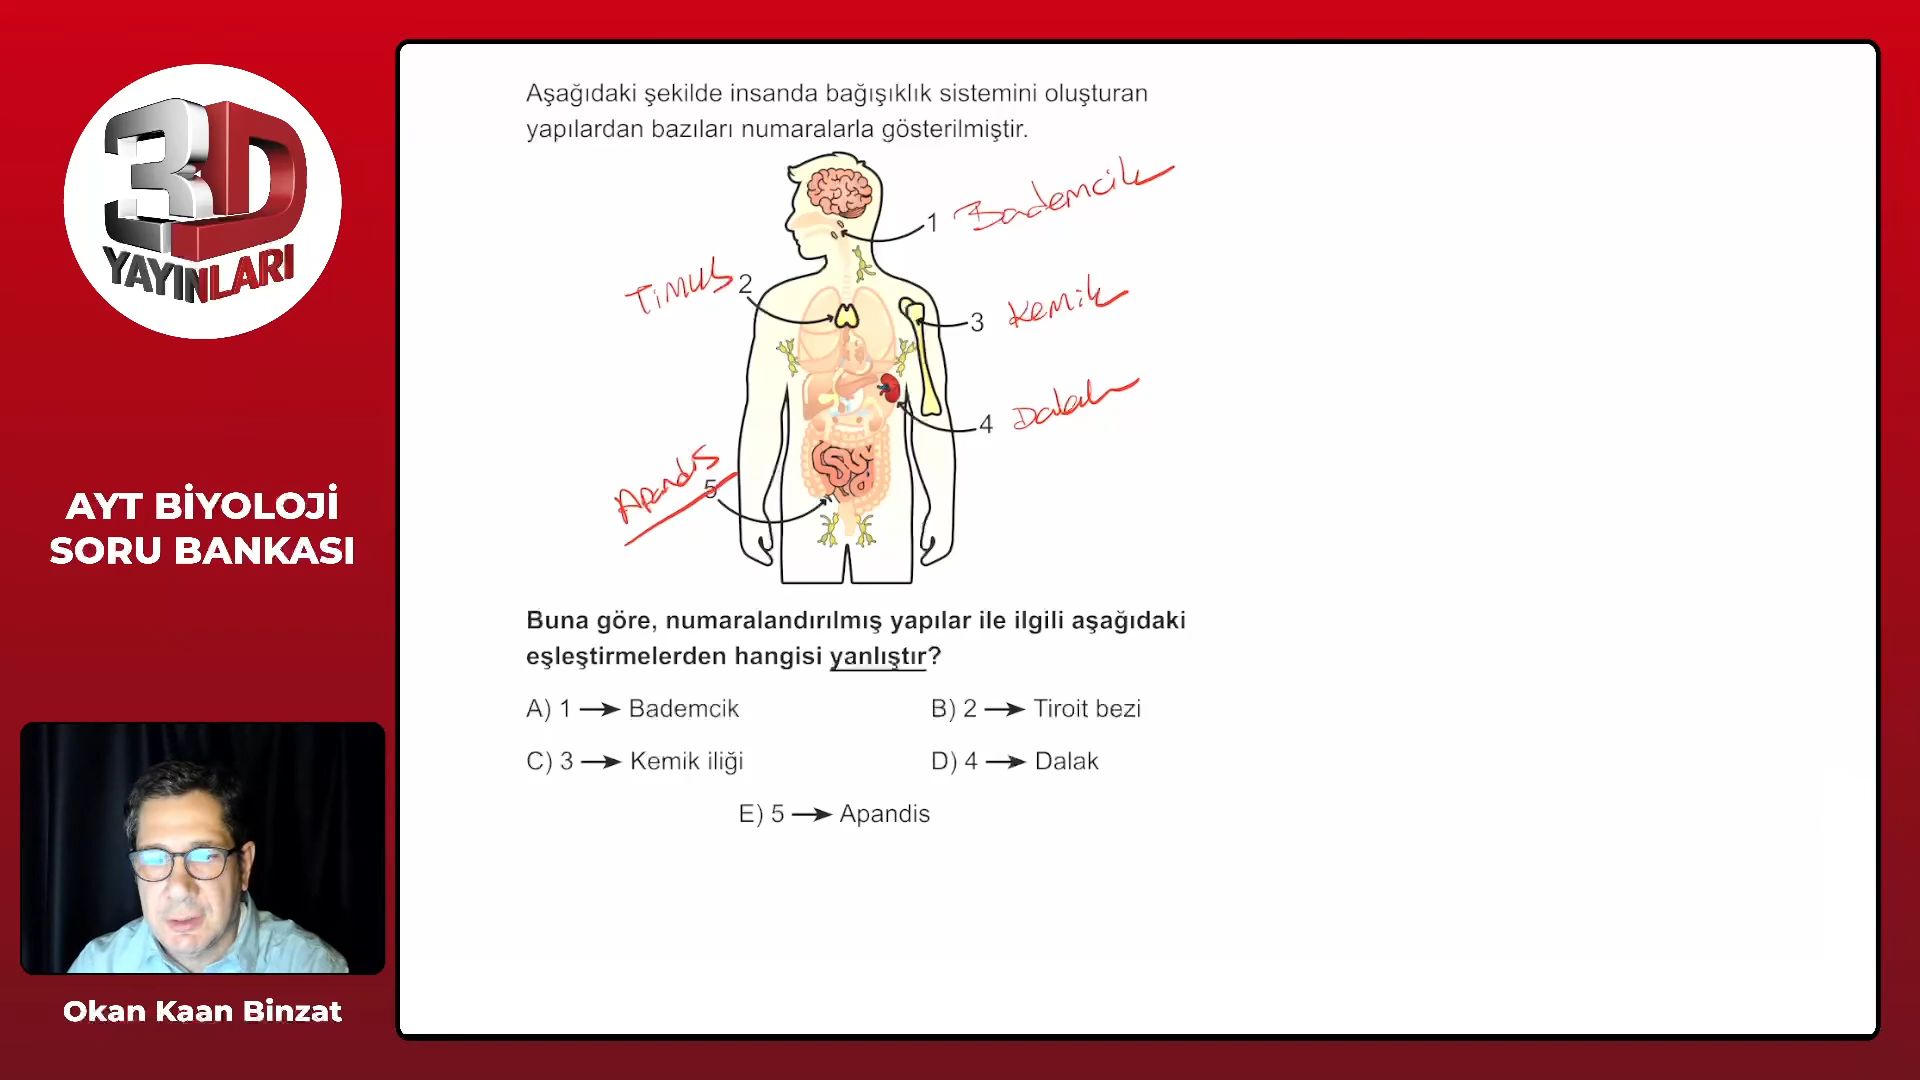 3D
YAYINLARI
AYT BİYOLOJİ
SORU BANKASI
Okan Kaan Binzat
Aşağıdaki şekilde insanda bağışıklık sistemini oluşturan
yapılardan bazıları numaralarla gösterilmiştir.
1 Bademcik
Timus 2
3 Kemik
4 Dalak
Apandis 5
Buna göre, numaralandırılmış yapılar ile ilgili aşağıdaki
eşleştirmelerden hangisi yanlıştır?
A) 1 → Bademcik B) 2 → Tiroit bezi
C) 3 → Kemik iliği D) 4 → Dalak
E) 5 → Apandis